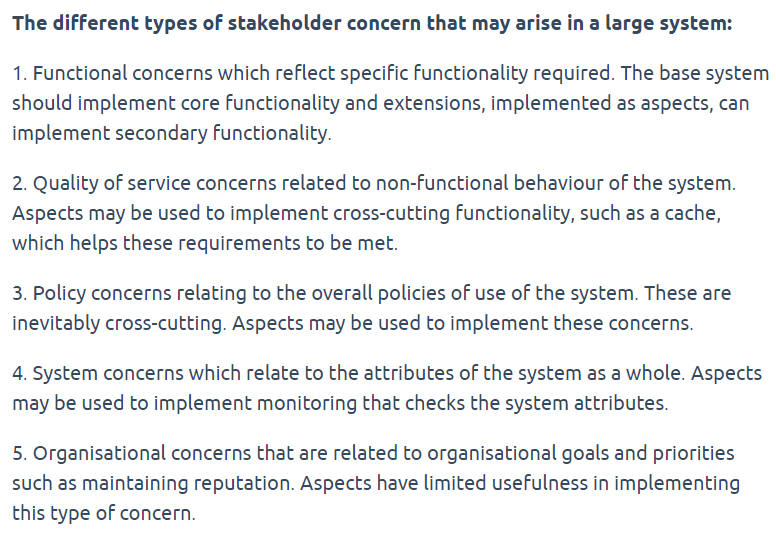 The different types of stakeholder concern that may arise in a large system:
1. Functional concerns which reflect specific functionality required. The base system
should implement core functionality and extensions, implemented as aspects, can
implement secondary functionality.
2. Quality of service concerns related to non-functional behaviour of the system.
Aspects may be used to implement cross-cutting functionality, such as a cache,
which helps these requirements to be met.
3. Policy concerns relating to the overall policies of use of the system. These are
inevitably cross-cutting. Aspects may be used to implement these concerns.
4. System concerns which relate to the attributes of the system as a whole. Aspects
may be used to implement monitoring that checks the system attributes.
5. Organisational concerns that are related to organisational goals and priorities
such as maintaining reputation. Aspects have limited usefulness in implementing
this type of concern.